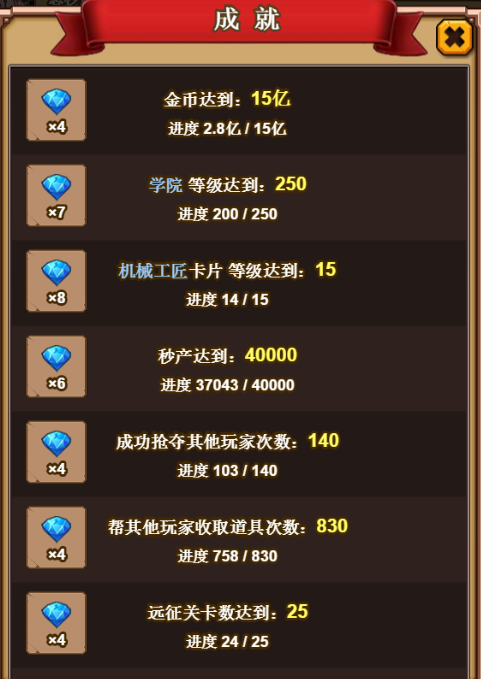 成就
×4
金币达到：15亿
进度 2.8亿 / 15亿
×7
学院 等级达到：250
进度 200 / 250
×8
机械工匠卡片 等级达到：15
进度 14 / 15
×6
秒产达到：40000
进度 37043 / 40000
×4
成功抢夺其他玩家次数：140
进度 103 / 140
×4
帮其他玩家收取道具次数：830
进度 758 / 830
×4
远征关卡数达到：25
进度 24 / 25